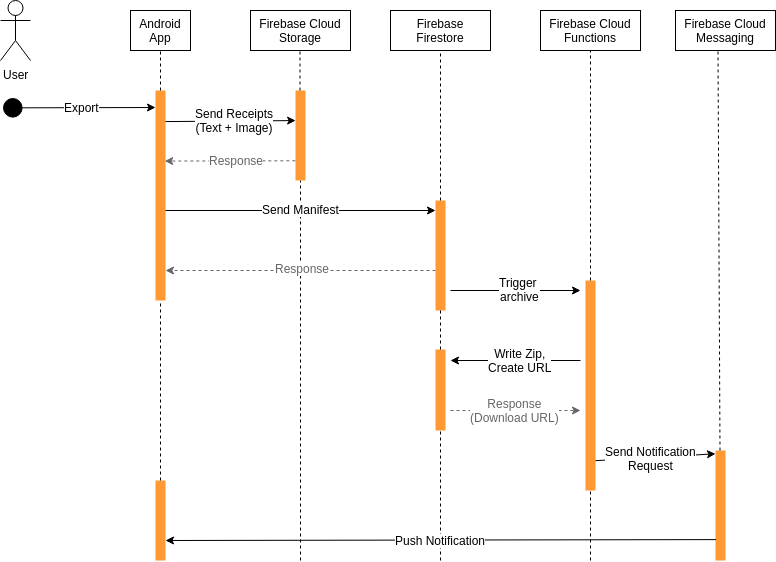 User
Android
App
Firebase Cloud
Storage
Firebase
Firestore
Firebase Cloud
Functions
Firebase Cloud
Messaging
Export
Send Receipts
(Text + Image)
Response
Send Manifest
Response
Trigger
archive
Write Zip,
Create URL
Response
(Download URL)
Send Notification
Request
Push Notification